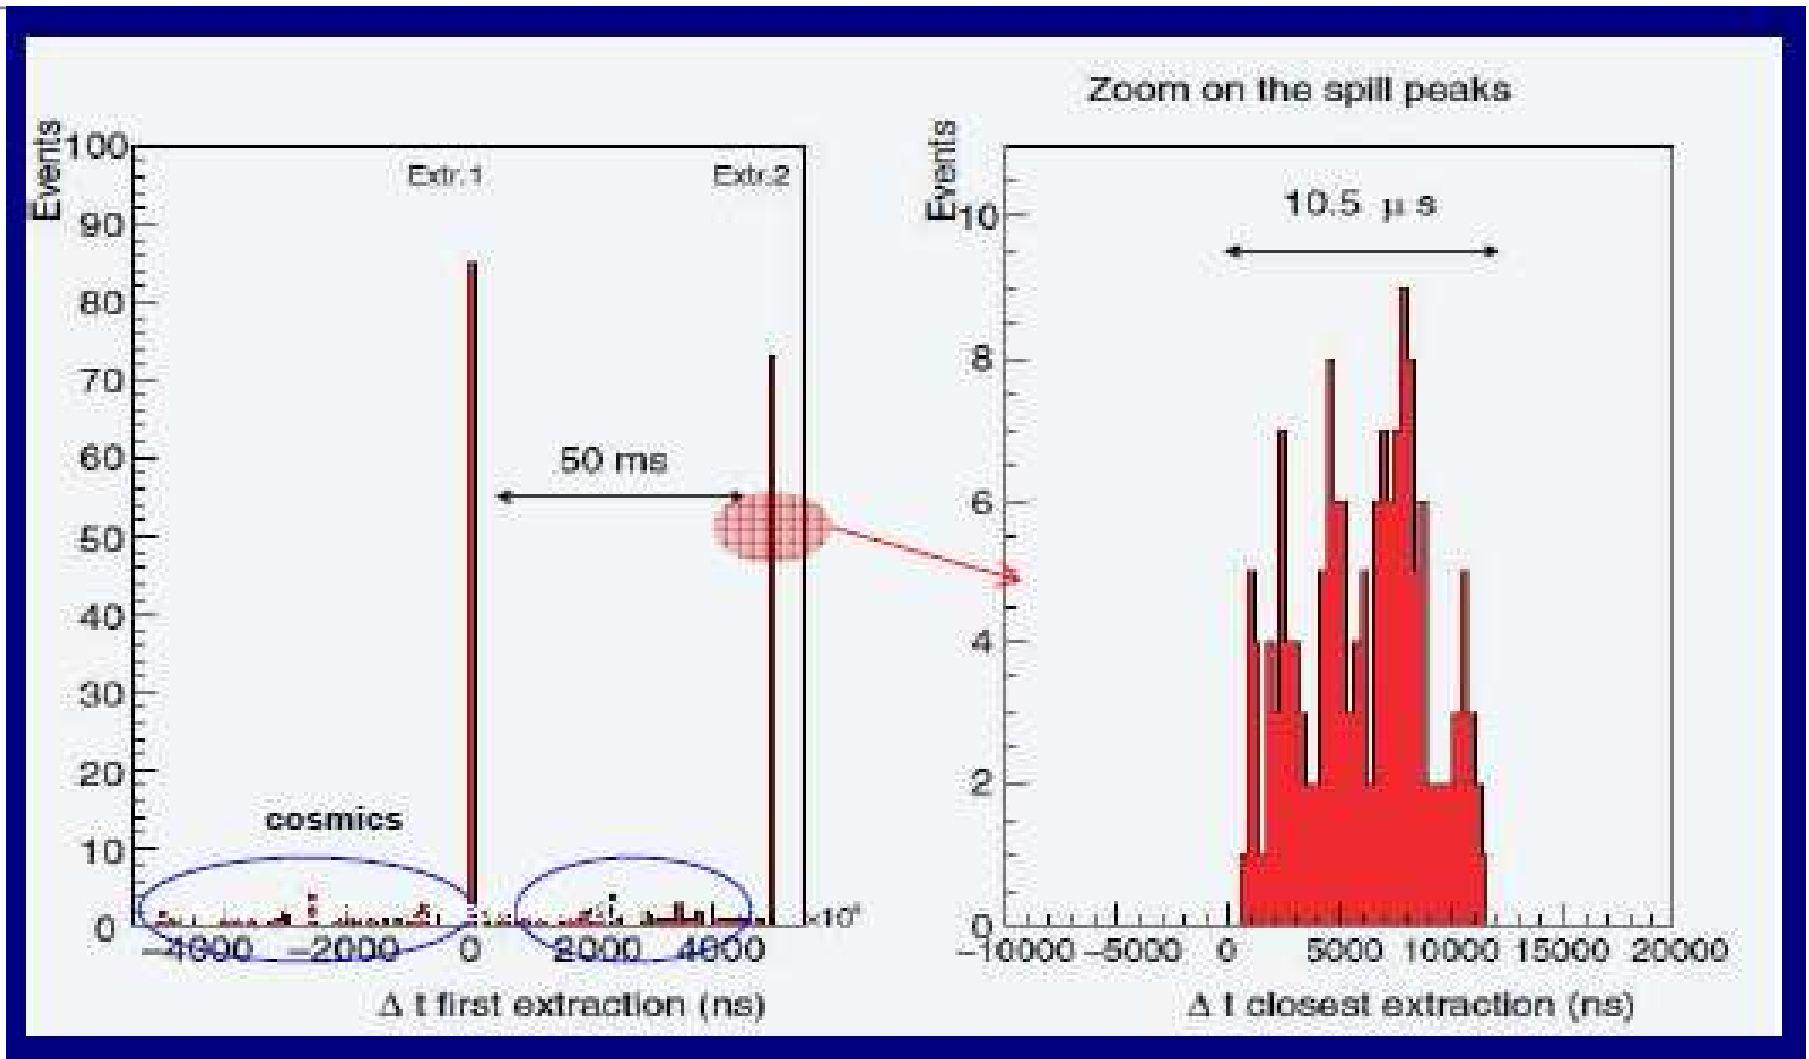 Zoom on the spill peaks
Events
100
90
80
70
60
50
40
30
20
10
0
Extr.1
Extr.2
50 ms
cosmics
−4000 −2000 0 2000 4000
Δ t first extraction (ns)
Events
10
8
6
4
2
0
10.5 μ s
−10000 −5000 0 5000 10000 15000 20000
Δ t closest extraction (ns)